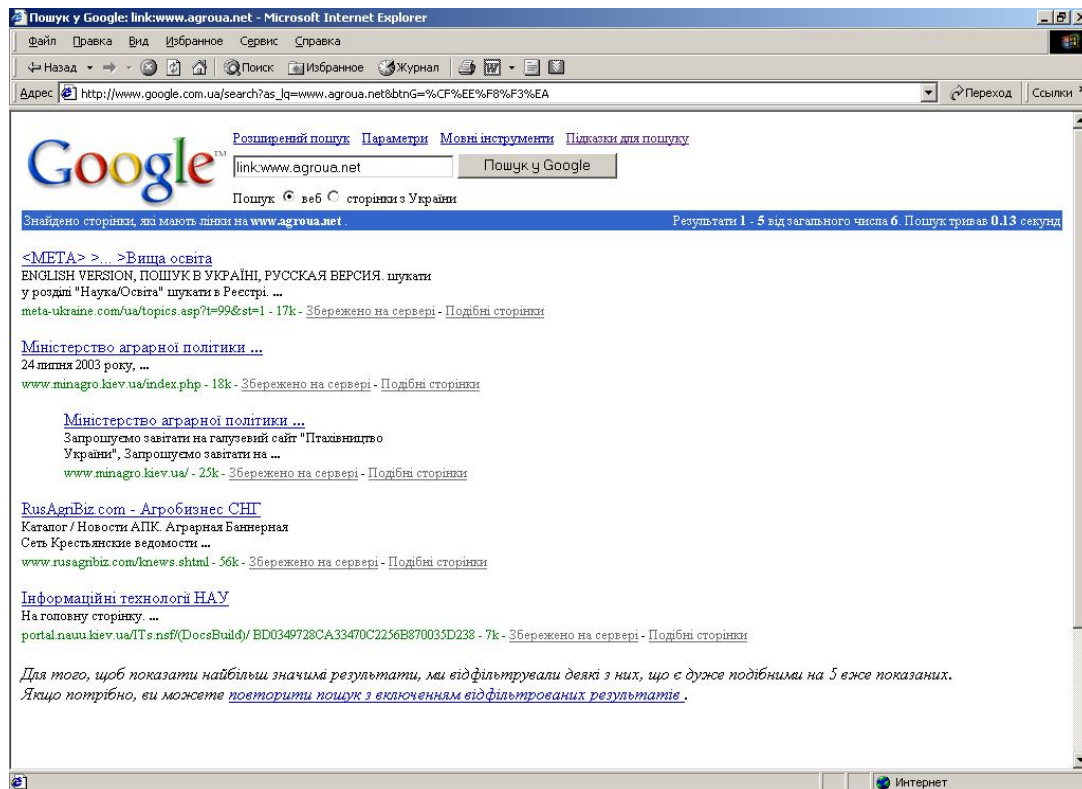 Пошук у Google: link:www.agroua.net - Microsoft Internet Explorer
Файл Правка Вид Избранное Сервис Справка
Назад Поиск Избранное Журнал
Адрес http://www.google.com.ua/search?as_lq=www.agroua.net&btnG=%CF%EE%F8%F3%EA Переход Ссылки
Розширений пошук Параметри Мовні інструменти Підказки для пошуку
Google™
link:www.agroua.net Пошук у Google
Пошук веб сторінки з України
Знайдено сторінки, які мають лінки на www.agroua.net . Результати 1 - 5 від загального числа 6. Пошук тривав 0.13 секунд
<META> >... >Вища освіта
ENGLISH VERSION, ПОШУК В УКРАЇНІ, РУССКАЯ ВЕРСИЯ. шукати
у розділі "Наука/Освіта" шукати в Реєстрі. ...
meta-ukraine.com/ua/topics.asp?t=99&st=1 - 17k - Збережено на сервері - Подібні сторінки
Міністерство аграрної політики ...
24 липня 2003 року, ...
www.minagro.kiev.ua/index.php - 18k - Збережено на сервері - Подібні сторінки
Міністерство аграрної політики ...
Запрошуємо завітати на галузевий сайт "Птахівництво
України", Запрошуємо завітати на ...
www.minagro.kiev.ua/ - 25k - Збережено на сервері - Подібні сторінки
RusAgriBiz.com - Агробизнес СНГ
Каталог / Новости АПК. Аграрная Баннерная
Сеть Крестьянские ведомости ...
www.rusagribiz.com/knews.shtml - 56k - Збережено на сервері - Подібні сторінки
Інформаційні технології НАУ
На головну сторінку. ...
portal.nauu.kiev.ua/ITs.nsf/(DocsBuild)/ BD0349728CA33470C2256B870035D238 - 7k - Збережено на сервері - Подібні сторінки
Для того, щоб показати найбільш значимі результати, ми відфільтрували деякі з них, що є дуже подібними на 5 вже показаних.
Якщо потрібно, ви можете повторити пошук з включенням відфільтрованих результатів .
Интернет